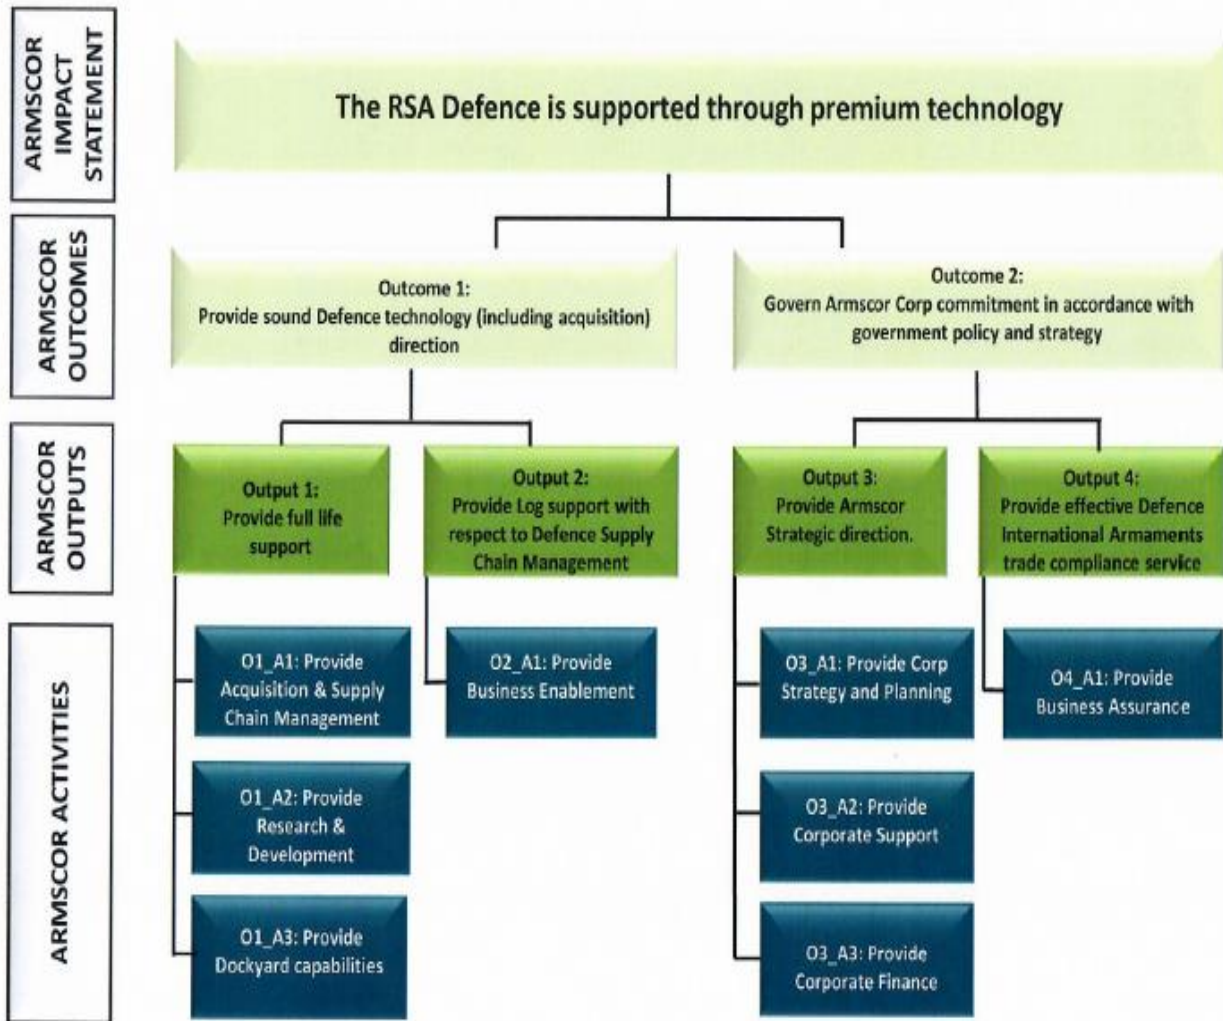 ARMSCOR
IMPACT
STATEMENT
The RSA Defence is supported through premium technology
ARMSCOR
OUTCOMES
Outcome 1:
Provide sound Defence technology (including acquisition)
direction
Outcome 2:
Govern Armscor Corp commitment in accordance with
government policy and strategy
ARMSCOR
OUTPUTS
Output 1:
Provide full life
support
Output 2:
Provide Log support with
respect to Defence Supply
Chain Management
Output 3:
Provide Armscor
Strategic direction.
Output 4:
Provide effective Defence
International Armaments
trade compliance service
ARMSCOR ACTIVITIES
O1_A1: Provide
Acquisition & Supply
Chain Management
O2_A1: Provide
Business Enablement
O3_A1: Provide Corp
Strategy and Planning
O4_A1: Provide
Business Assurance
O1_A2: Provide
Research &
Development
O3_A2: Provide
Corporate Support
O1_A3: Provide
Dockyard capabilities
O3_A3: Provide
Corporate Finance